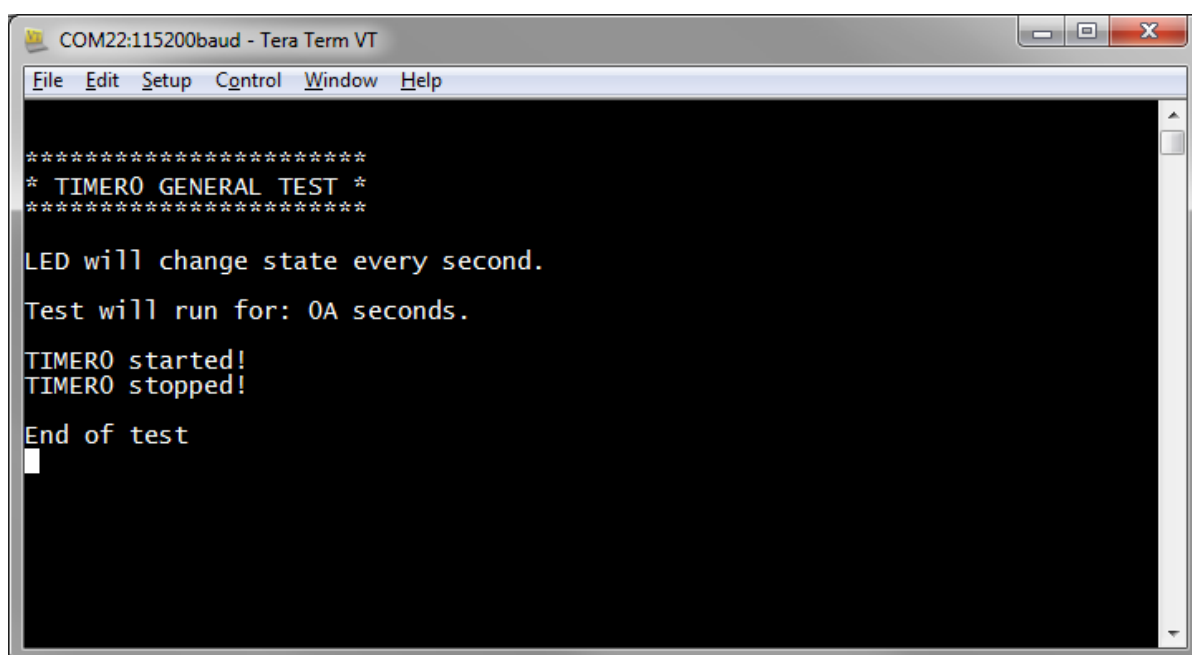 COM22:115200baud - Tera Term VT
File Edit Setup Control Window Help
***********************
* TIMER0 GENERAL TEST *
***********************
LED will change state every second.
Test will run for: 0A seconds.
TIMER0 started!
TIMER0 stopped!
End of test